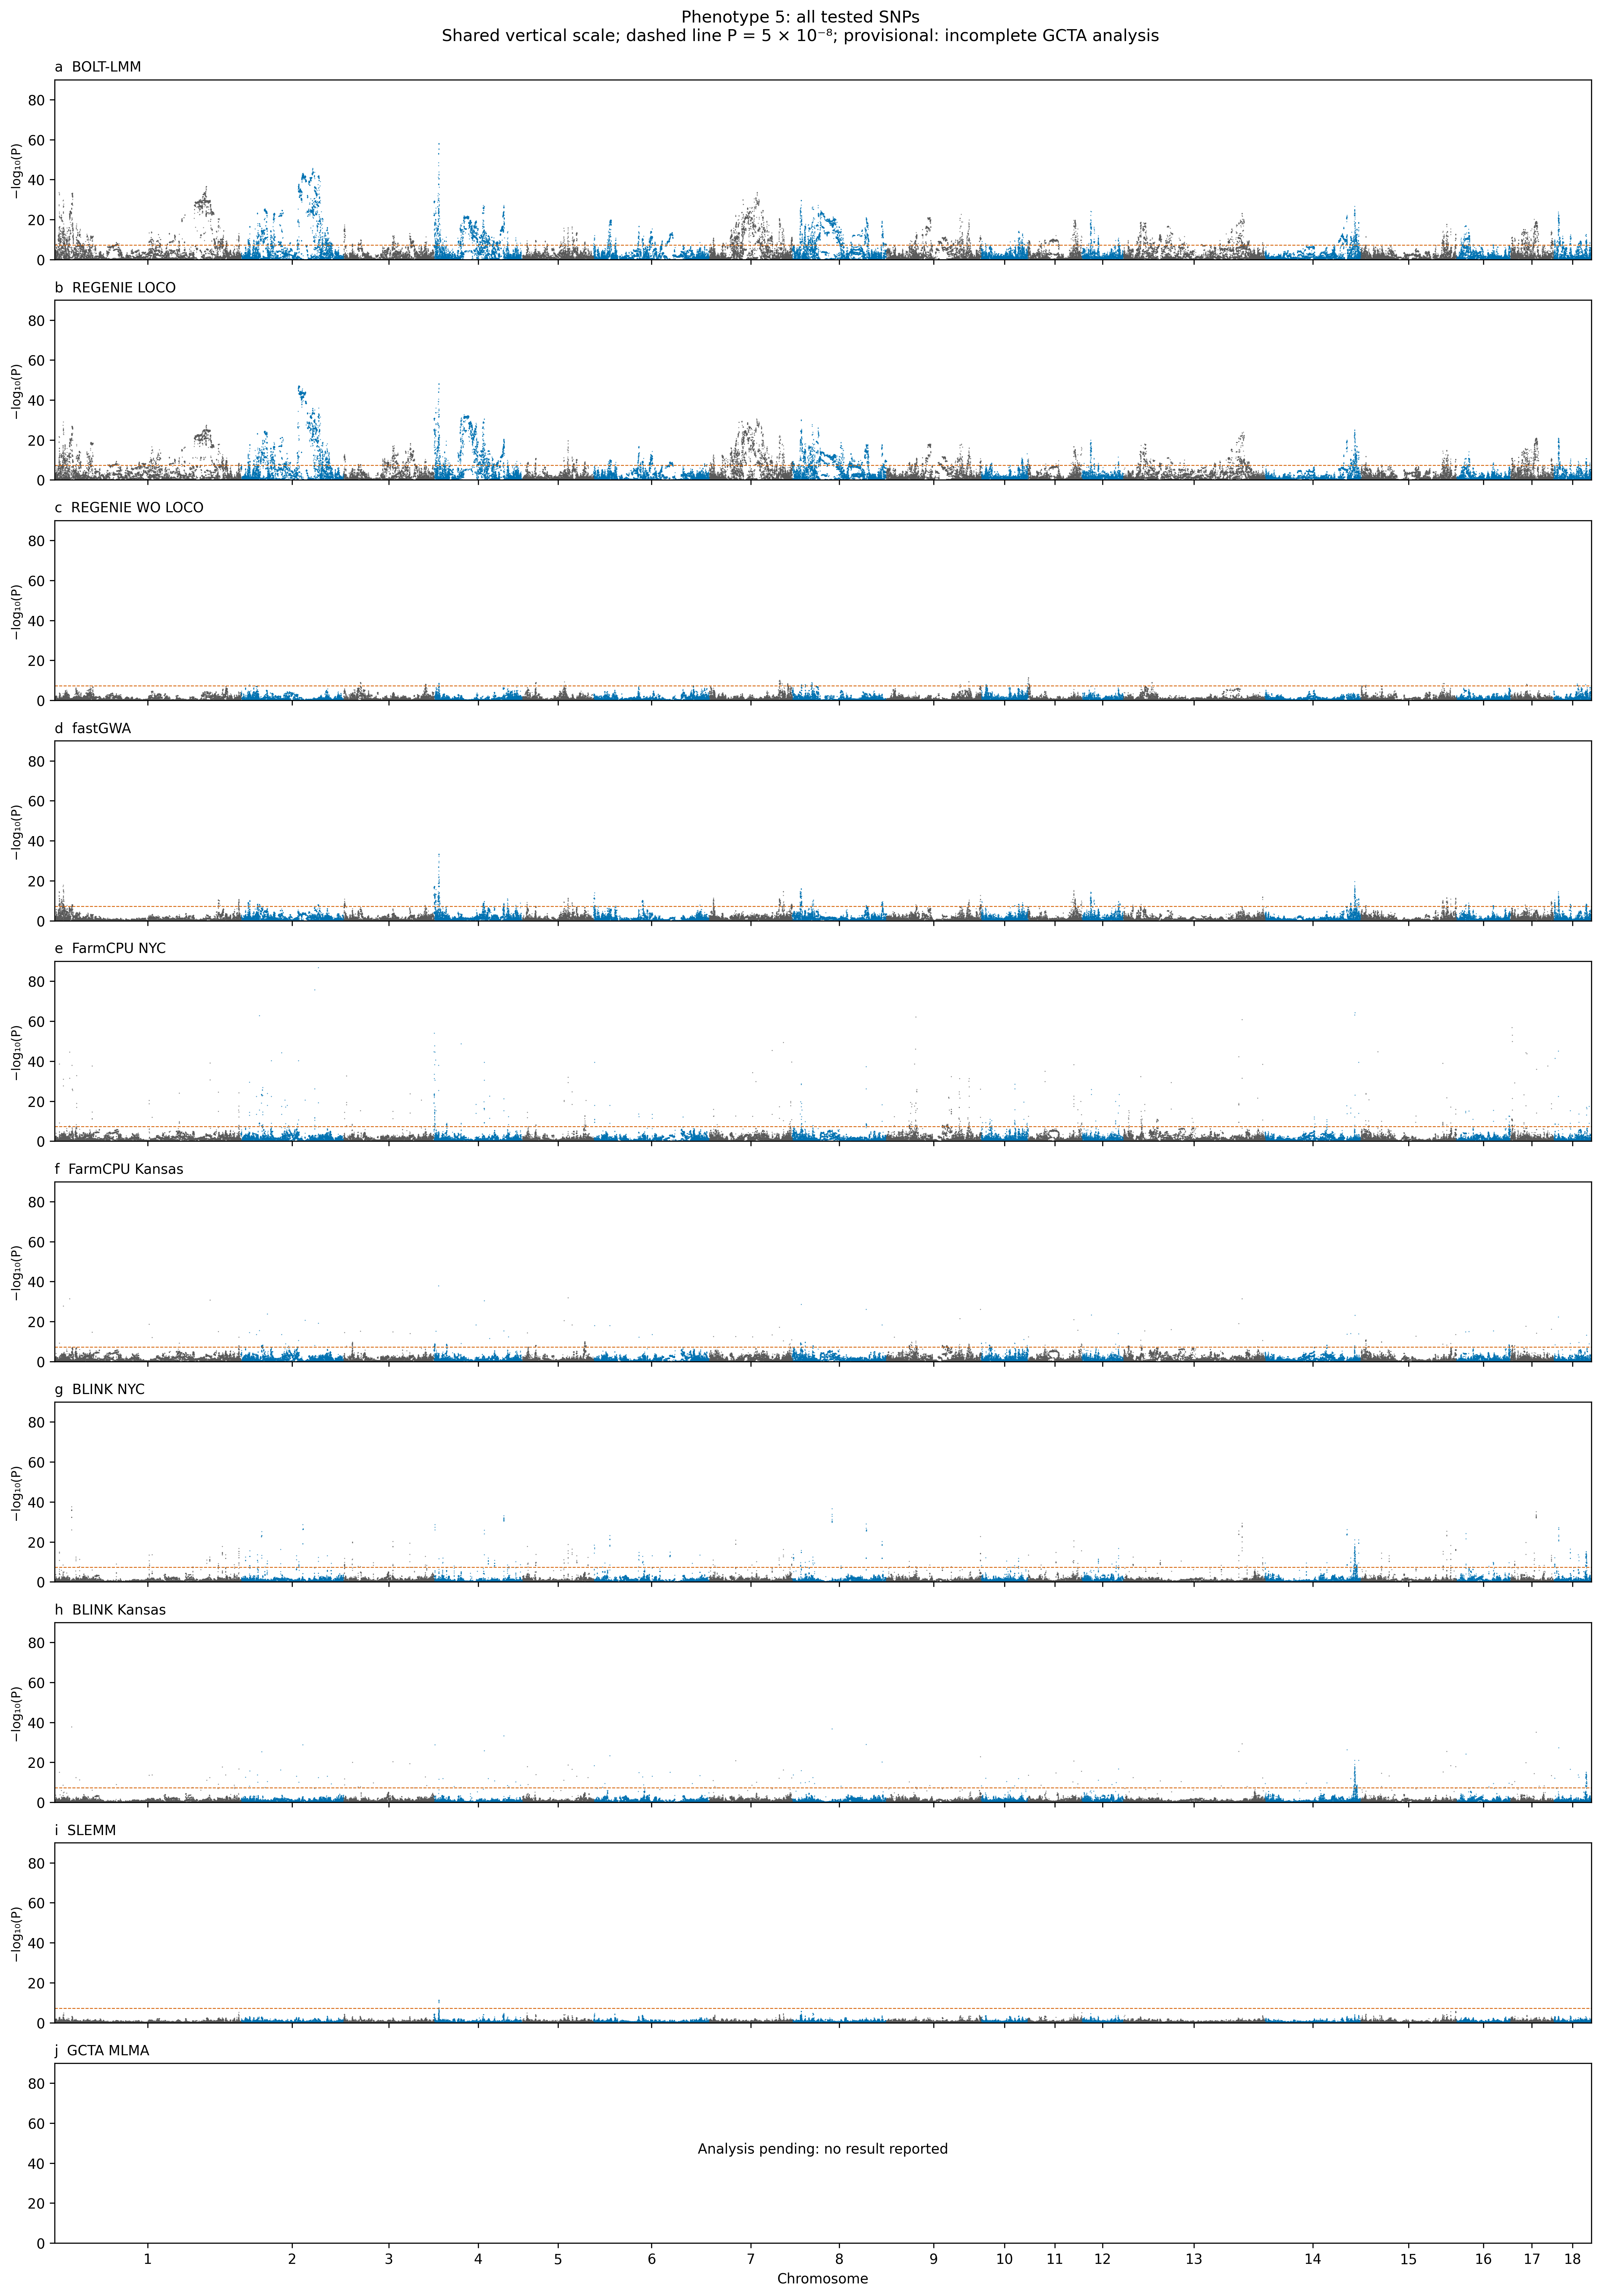 Phenotype 5: all tested SNPs
Shared vertical scale; dashed line P = 5 × 10⁻⁸; provisional: incomplete GCTA analysis
a BOLT-LMM
80
60
40
20
0
−log₁₀(P)
b REGENIE LOCO
80
60
40
20
0
−log₁₀(P)
c REGENIE WO LOCO
80
60
40
20
0
−log₁₀(P)
d fastGWA
80
60
40
20
0
−log₁₀(P)
e FarmCPU NYC
80
60
40
20
0
−log₁₀(P)
f FarmCPU Kansas
80
60
40
20
0
−log₁₀(P)
g BLINK NYC
80
60
40
20
0
−log₁₀(P)
h BLINK Kansas
80
60
40
20
0
−log₁₀(P)
i SLEMM
80
60
40
20
0
−log₁₀(P)
j GCTA MLMA
80
60
40
20
0
Analysis pending: no result reported
1 2 3 4 5 6 7 8 9 10 11 12 13 14 15 16 17 18
Chromosome